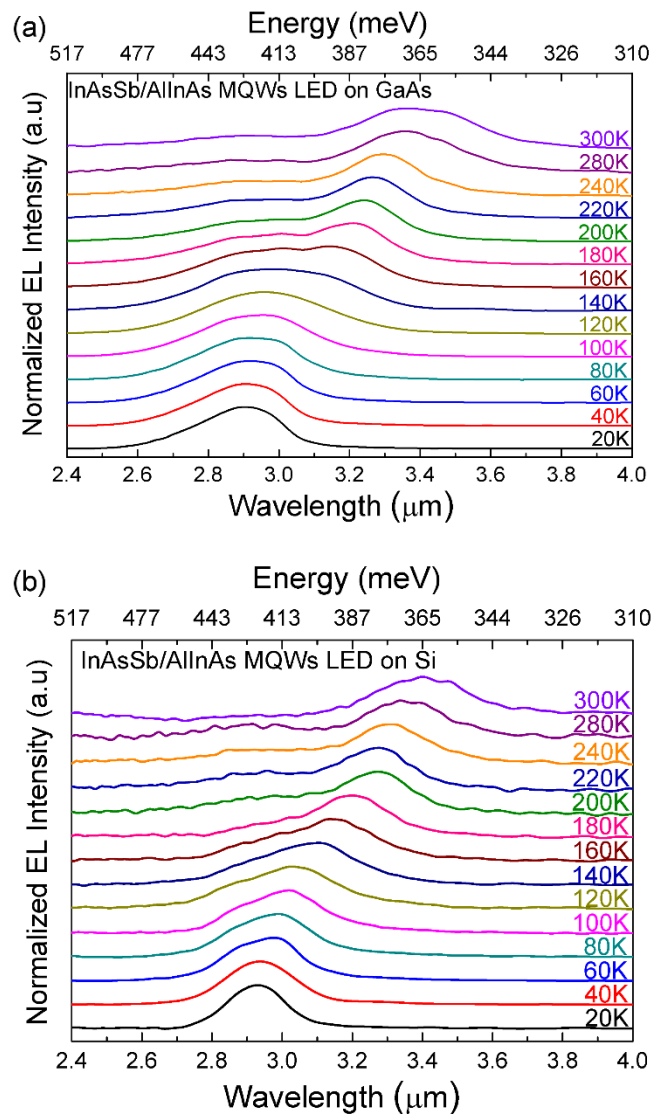 (a)
Energy (meV)
517 477 443 413 387 365 344 326 310
InAsSb/AlInAs MQWs LED on GaAs
Normalized EL Intensity (a.u)
300K
280K
240K
220K
200K
180K
160K
140K
120K
100K
80K
60K
40K
20K
2.4 2.6 2.8 3.0 3.2 3.4 3.6 3.8 4.0
Wavelength (μm)
(b)
Energy (meV)
517 477 443 413 387 365 344 326 310
InAsSb/AlInAs MQWs LED on Si
Normalized EL Intensity (a.u)
300K
280K
240K
220K
200K
180K
160K
140K
120K
100K
80K
60K
40K
20K
2.4 2.6 2.8 3.0 3.2 3.4 3.6 3.8 4.0
Wavelength (μm)